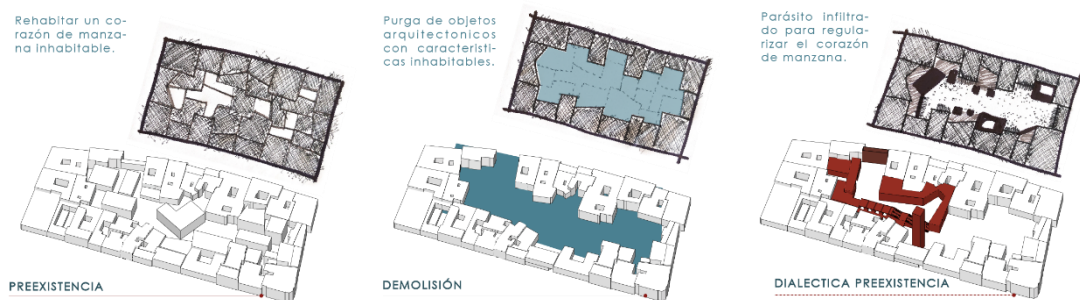 Rehabitar un co-
razón de manza-
na inhabitable.
PREEXISTENCIA
Purga de objetos
arquitectonicos
con caracteristi-
cas inhabitables.
DEMOLISIÓN
Parásito infiltra-
do para regula-
rizar el corazón
de manzana.
DIALECTICA PREEXISTENCIA